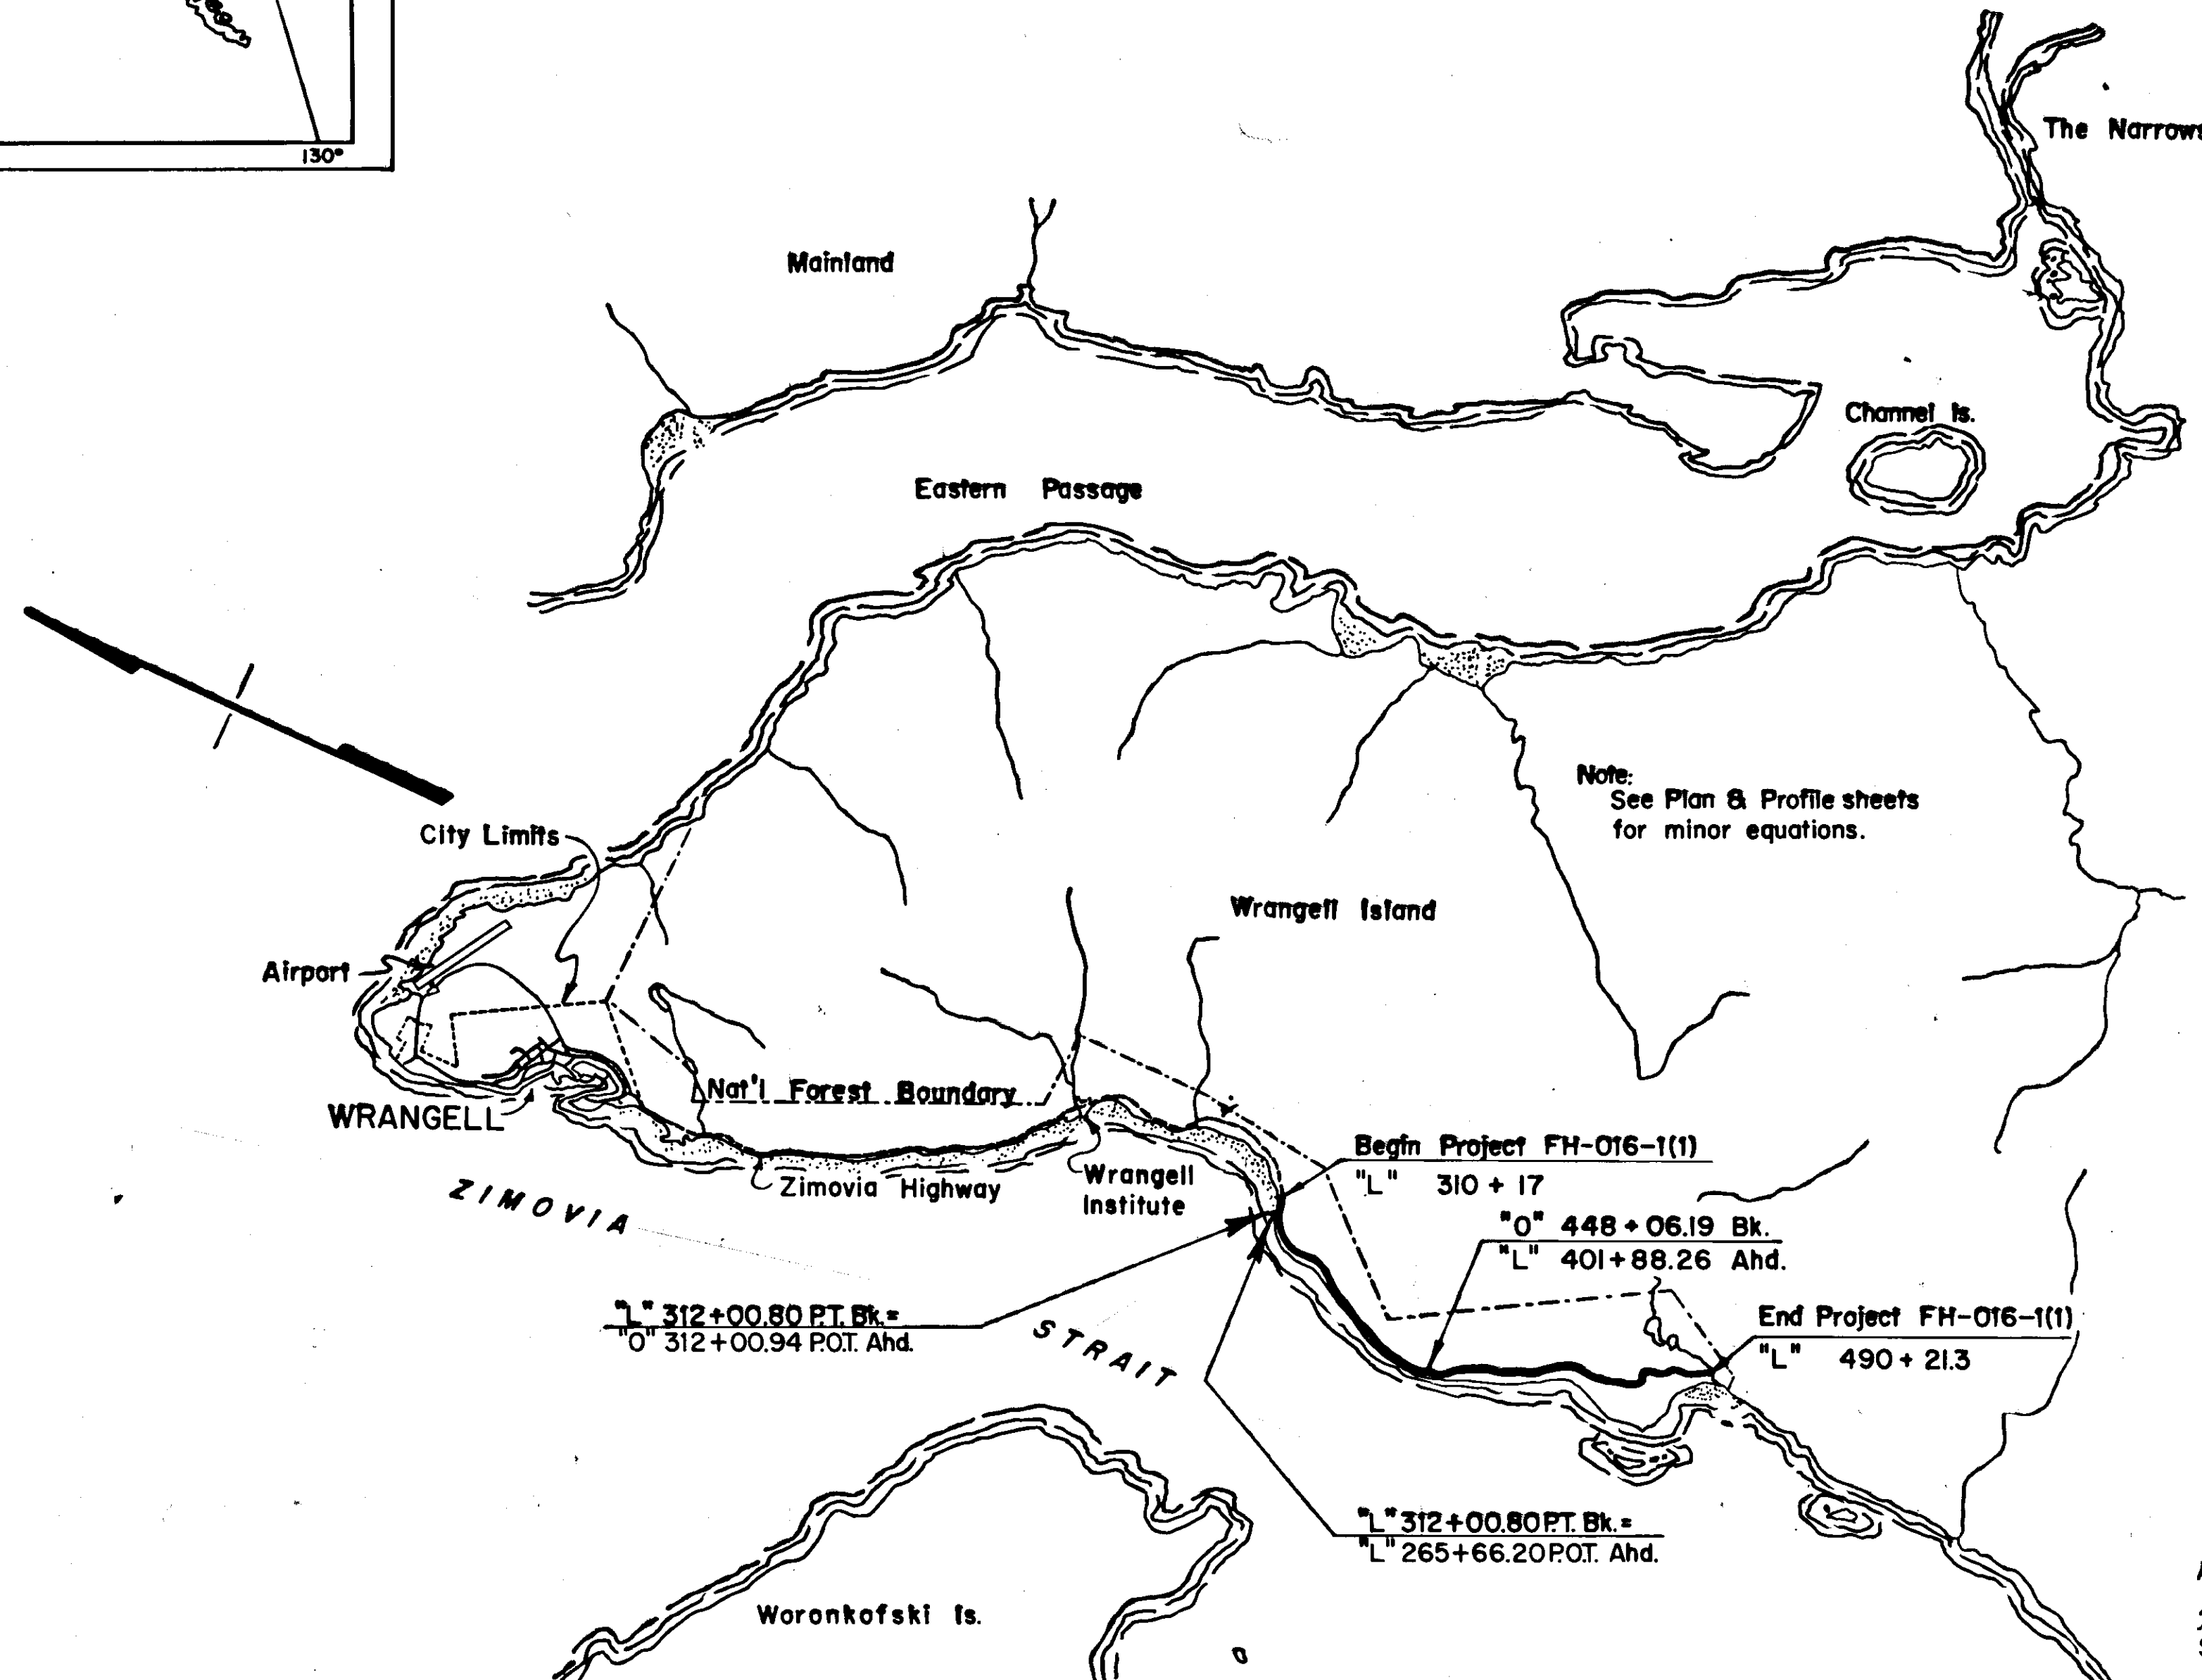 130°
The Narrows
Mainland
Channel Is.
Eastern Passage
Note:
See Plan & Profile sheets
for minor equations.
City Limits
Wrangell Island
Airport
Nat'l Forest Boundary
WRANGELL
Begin Project FH-016-1(1)
"L" 310 + 17
Zimovia Highway
Wrangell
Institute
ZIMOVIA
STRAIT
"O" 448 + 06.19 Bk.
"L" 401 + 88.26 Ahd.
"L" 312+00.80 P.T. Bk.=
"O" 312+00.94 P.O.T. Ahd.
End Project FH-016-1(1)
"L" 490 + 21.3
"L" 312+00.80 P.T. Bk.=
"L" 265+66.20 P.O.T. Ahd.
Woronkofski Is.